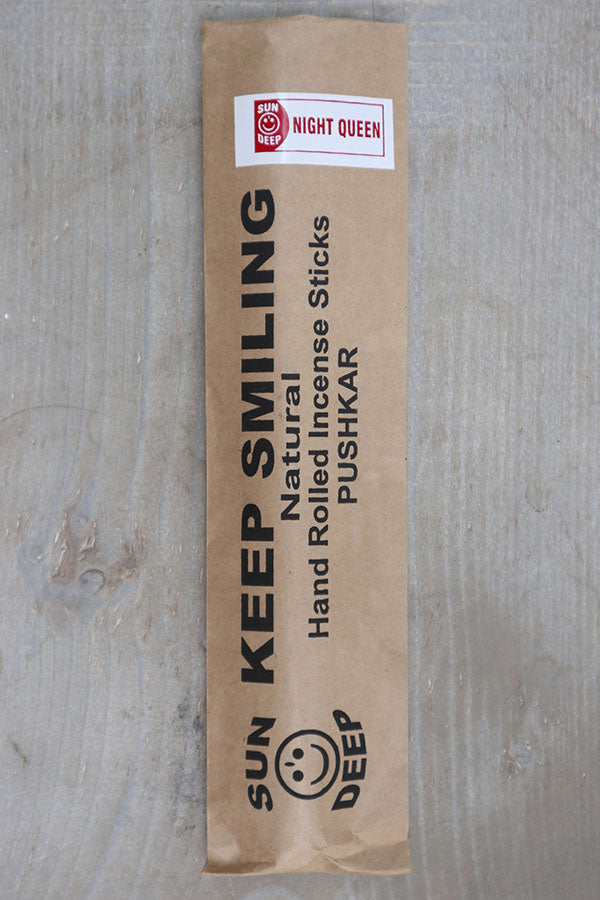 SUN
DEEP
NIGHT QUEEN
SUN
DEEP
KEEP SMILING
Natural
Hand Rolled Incense Sticks
PUSHKAR